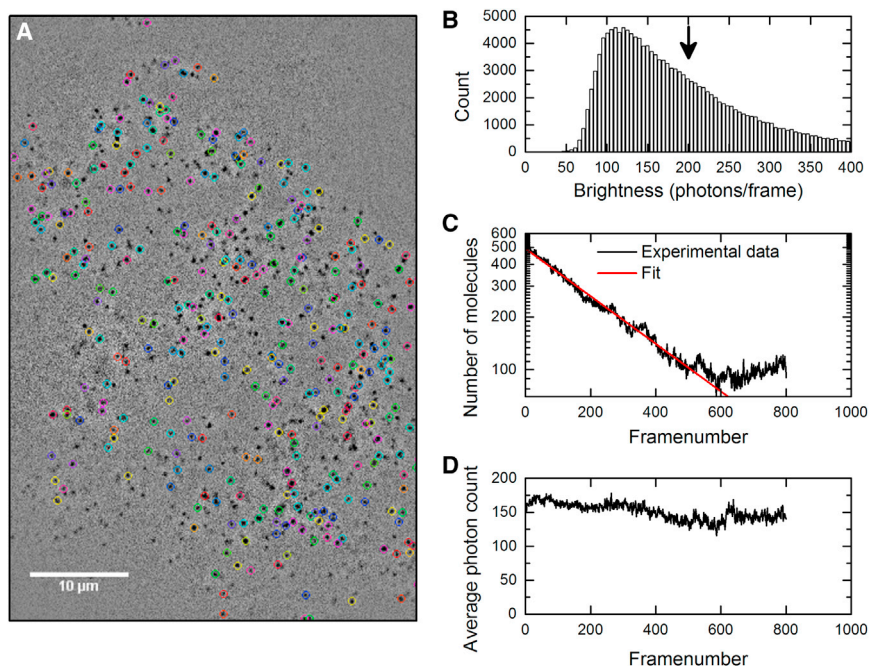 A
10 µm
B
5000
4000
3000
2000
1000
0
Count
0 50 100 150 200 250 300 350 400
Brightness (photons/frame)
C
600
500
400
300
200
100
Number of molecules
Experimental data
Fit
0 200 400 600 800 1000
Framenumber
D
200
150
100
50
0
Average photon count
0 200 400 600 800 1000
Framenumber